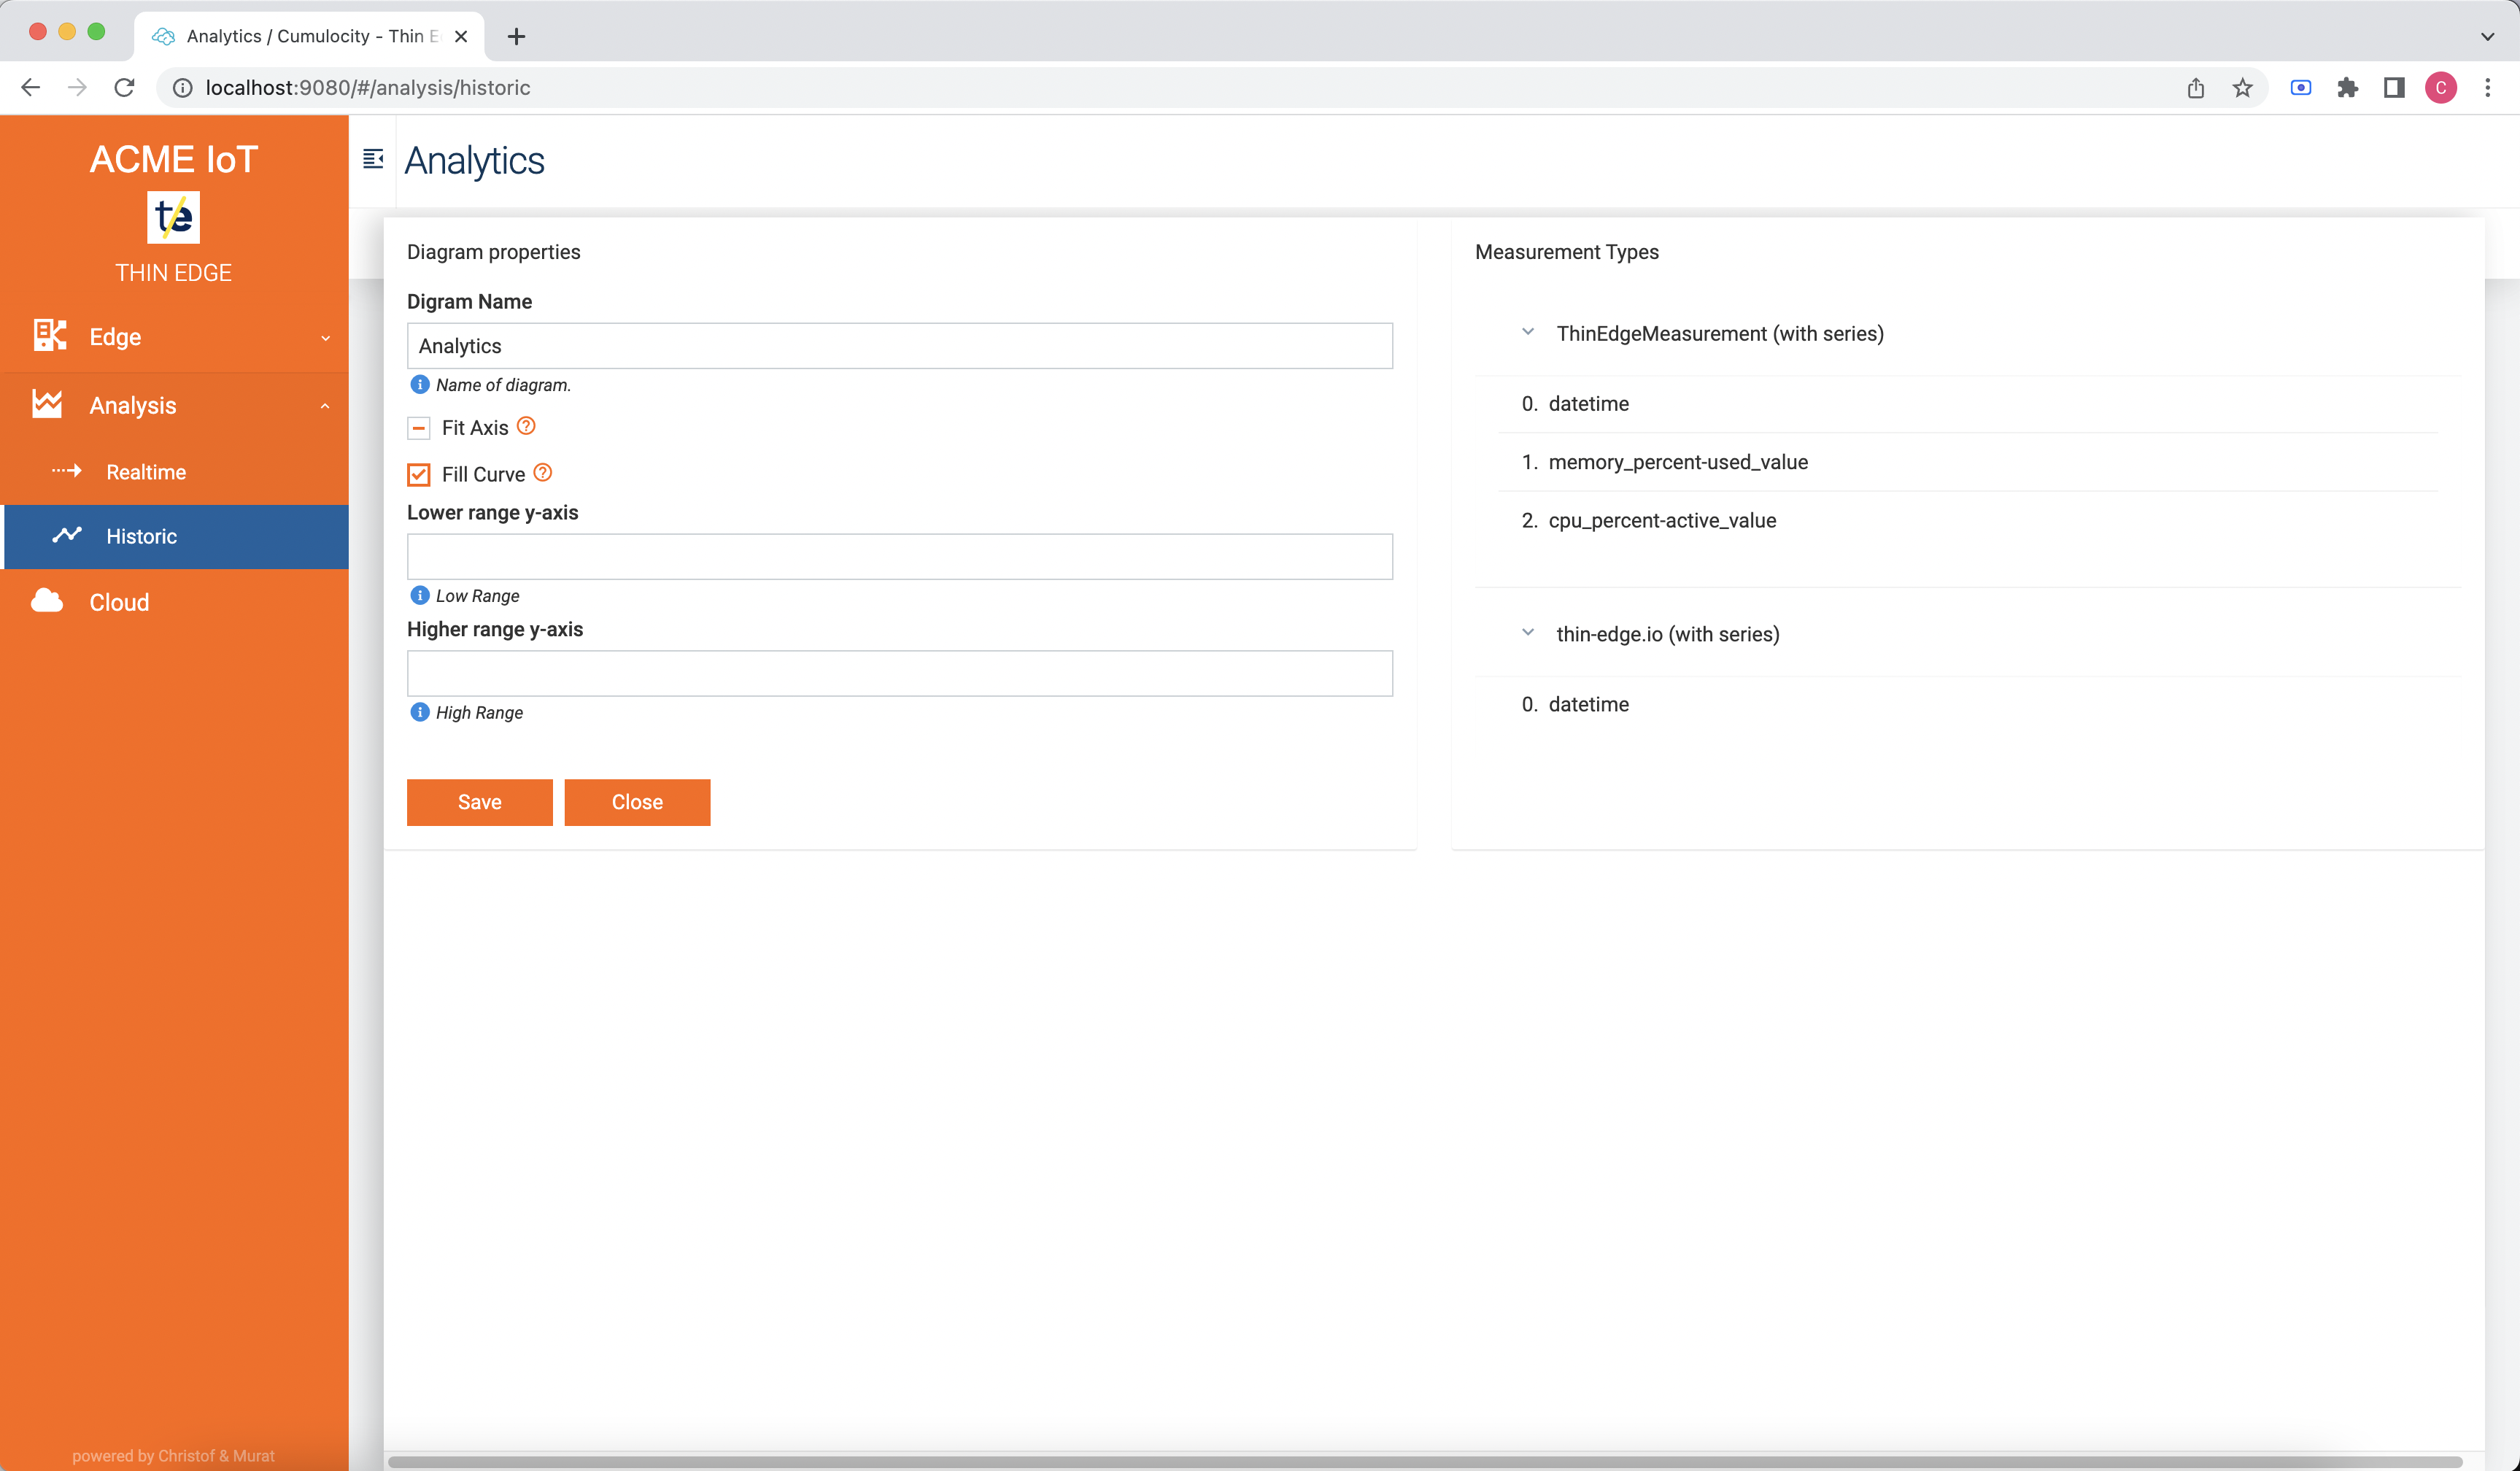 Analytics / Cumulocity - Thin E
localhost:9080/#/analysis/historic
C
ACME IoT
t/e
THIN EDGE
Edge
Analysis
Realtime
Historic
Cloud
powered by Christof & Murat
Analytics
Diagram properties
Digram Name
Analytics
Name of diagram.
Fit Axis
Fill Curve
Lower range y-axis
Low Range
Higher range y-axis
High Range
Save Close
Measurement Types
ThinEdgeMeasurement (with series)
0. datetime
1. memory_percent-used_value
2. cpu_percent-active_value
thin-edge.io (with series)
0. datetime